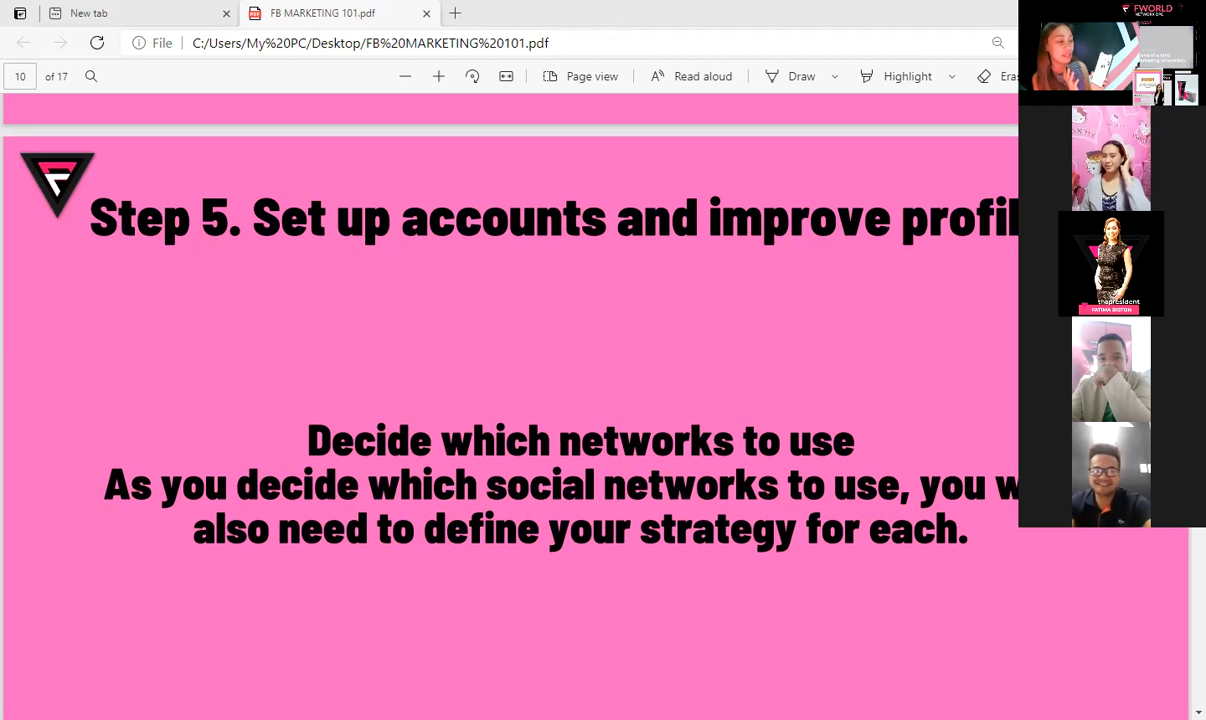 New tab
FB MARKETING 101.pdf
File
C:/Users/My%20PC/Desktop/FB%20MARKETING%20101.pdf
10 of 17
Page view
Read aloud
Draw
Highlight
FWORLD
NETWORK OPC
Step 5. Set up accounts and improve profil
Decide which networks to use
As you decide which social networks to use, you w
also need to define your strategy for each.
thepresident
FATIMA BISTON